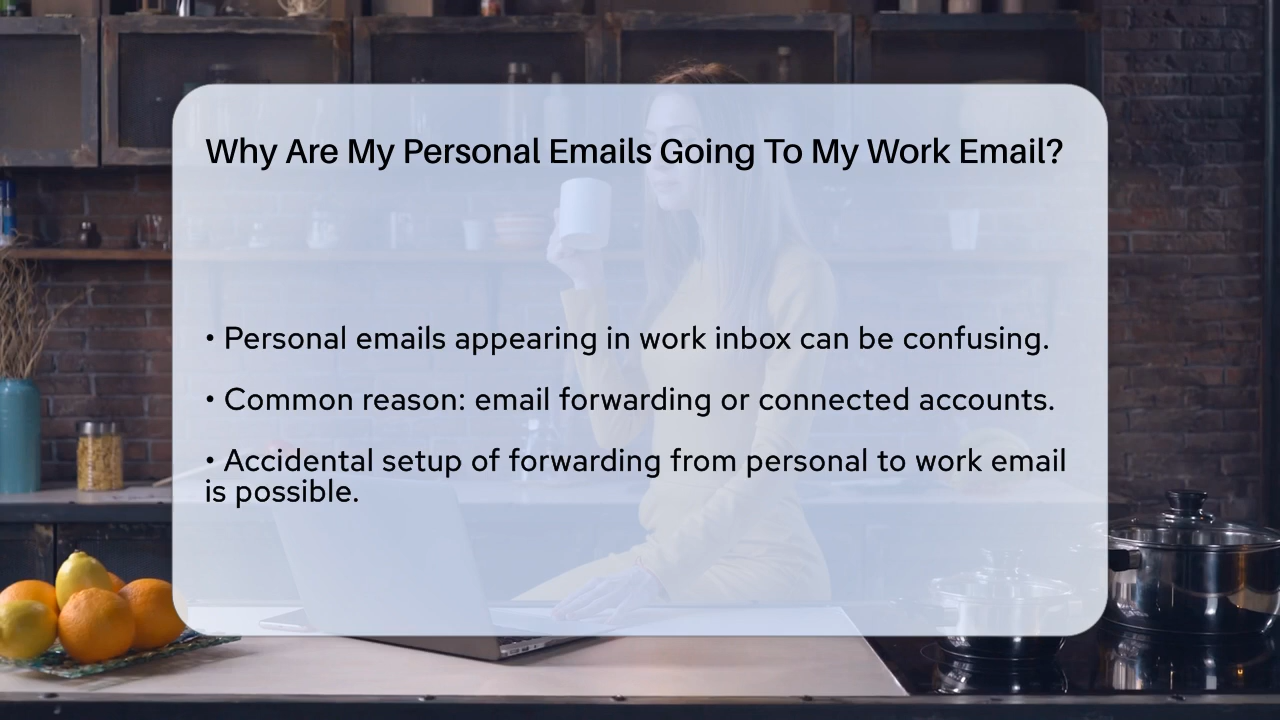 Why Are My Personal Emails Going To My Work Email?
• Personal emails appearing in work inbox can be confusing.
• Common reason: email forwarding or connected accounts.
• Accidental setup of forwarding from personal to work email
is possible.